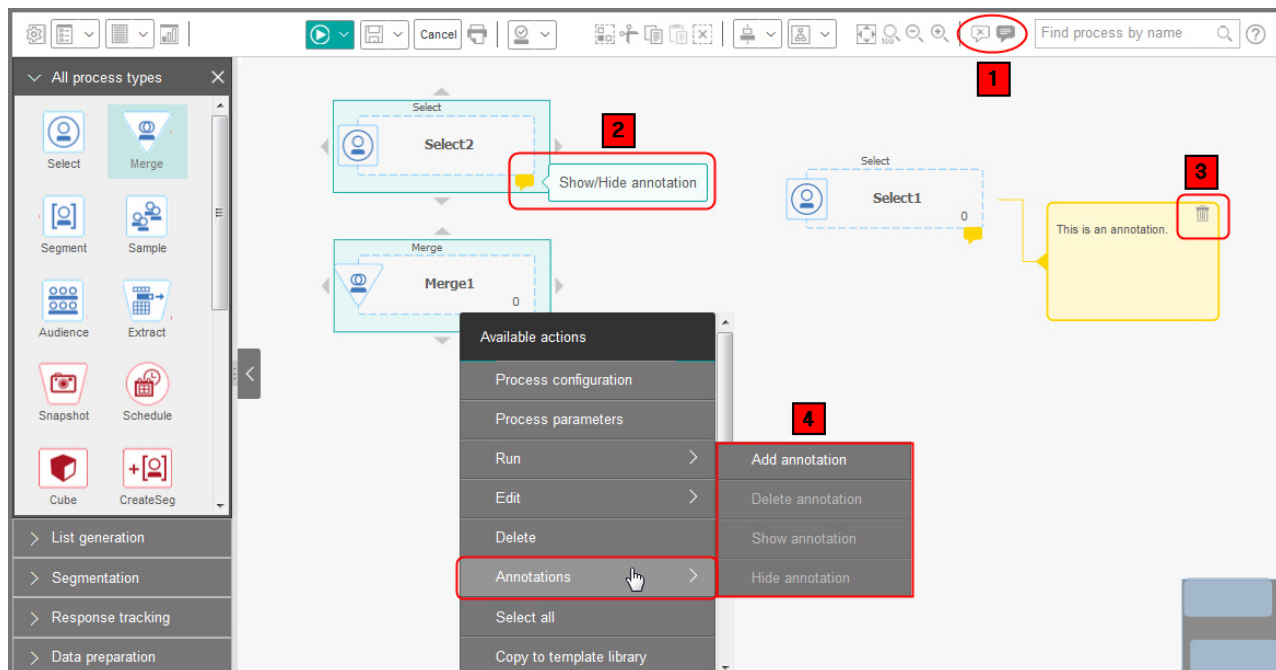 Cancel
100
Find process by name
1
All process types
Select
Merge
Segment
Sample
Audience
Extract
Snapshot
Schedule
Cube
CreateSeg
List generation
Segmentation
Response tracking
Data preparation
Select
Select2
2
Show/Hide annotation
Merge
Merge1
0
Select
Select1
0
3
This is an annotation.
Available actions
Process configuration
Process parameters
Run
Edit
Delete
Annotations
Select all
Copy to template library
4
Add annotation
Delete annotation
Show annotation
Hide annotation